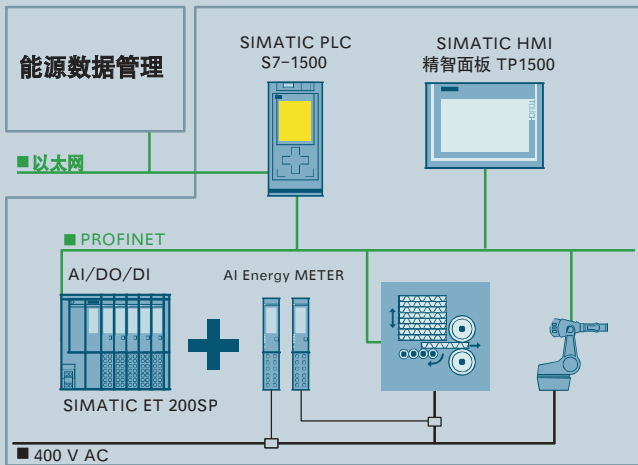 能源数据管理
SIMATIC PLC
S7-1500
SIMATIC HMI
精智面板 TP1500
以太网
PROFINET
AI/DO/DI
AI Energy METER
SIMATIC ET 200SP
400 V AC